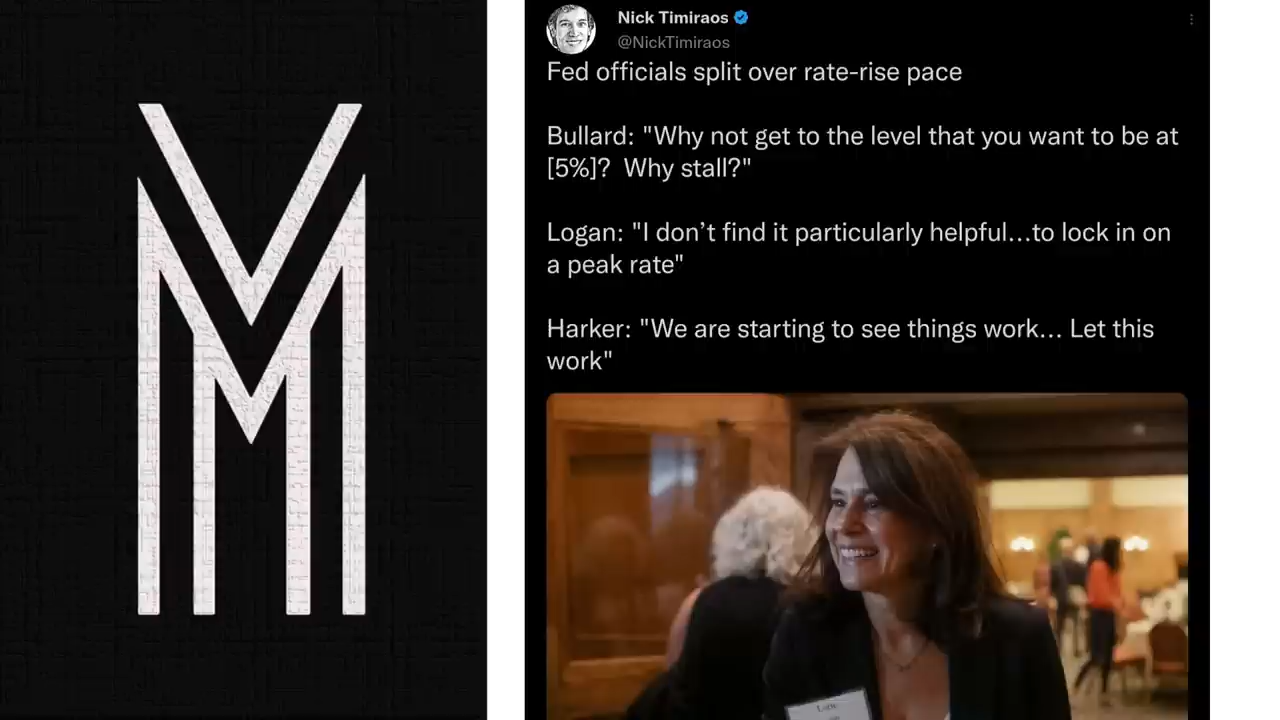 VM
Nick Timiraos
@NickTimiraos
Fed officials split over rate-rise pace
Bullard: "Why not get to the level that you want to be at
[5%]?  Why stall?"
Logan: "I don’t find it particularly helpful…to lock in on
a peak rate"
Harker: "We are starting to see things work… Let this
work"